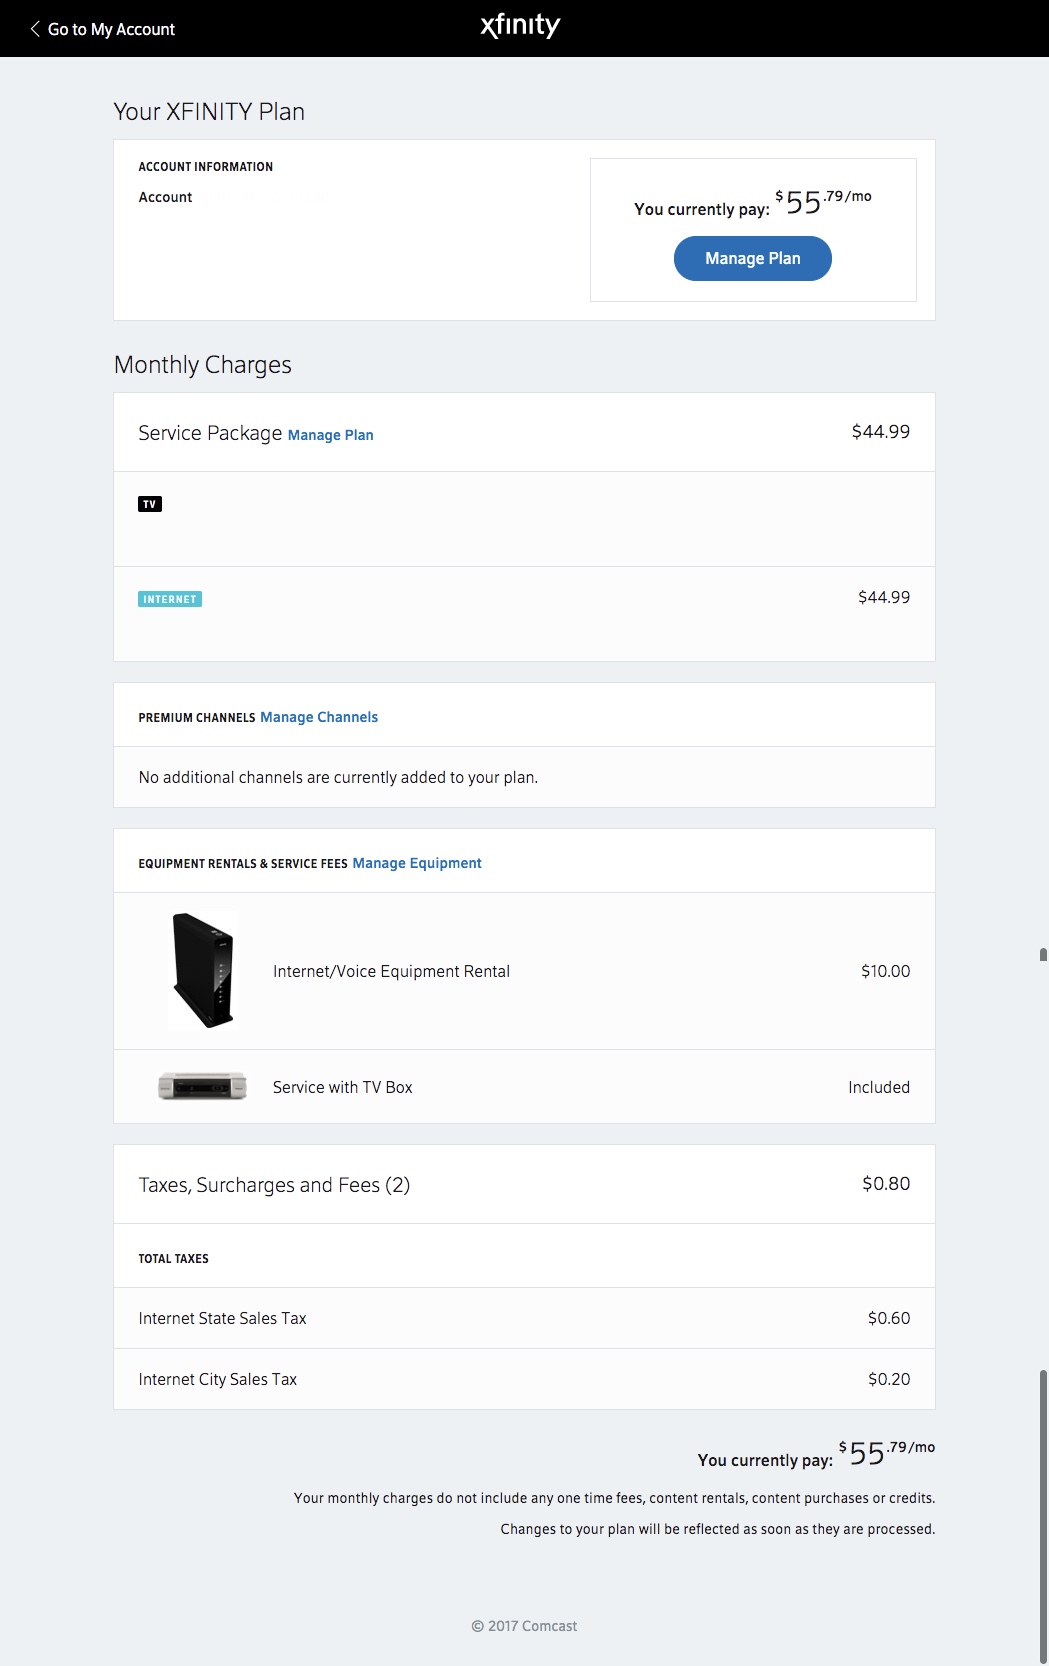 Go to My Account
xfinity
Your XFINITY Plan
ACCOUNT INFORMATION
Account
You currently pay: $55.79/mo
Manage Plan
Monthly Charges
Service Package Manage Plan $44.99
TV
INTERNET $44.99
PREMIUM CHANNELS Manage Channels
No additional channels are currently added to your plan.
EQUIPMENT RENTALS & SERVICE FEES Manage Equipment
Internet/Voice Equipment Rental $10.00
Service with TV Box Included
Taxes, Surcharges and Fees (2) $0.80
TOTAL TAXES
Internet State Sales Tax $0.60
Internet City Sales Tax $0.20
You currently pay: $55.79/mo
Your monthly charges do not include any one time fees, content rentals, content purchases or credits.
Changes to your plan will be reflected as soon as they are processed.
© 2017 Comcast